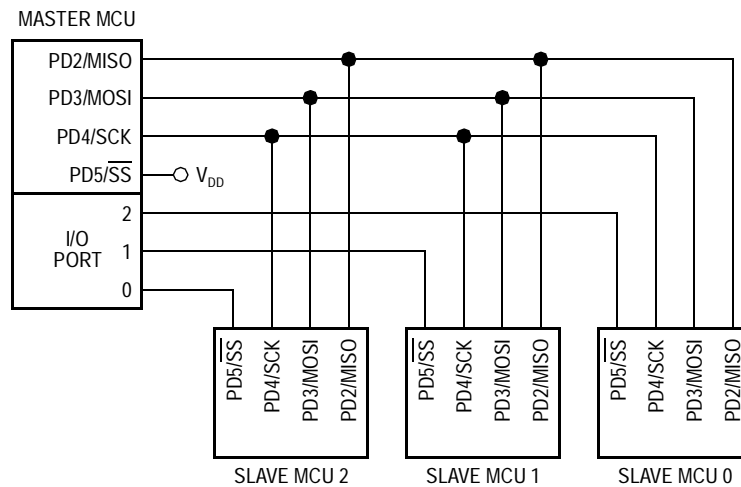 MASTER MCU
PD2/MISO
PD3/MOSI
PD4/SCK
PD5/SS
V_DD
I/O
PORT
2
1
0
PD5/SS
PD4/SCK
PD3/MOSI
PD2/MISO
PD5/SS
PD4/SCK
PD3/MOSI
PD2/MISO
PD5/SS
PD4/SCK
PD3/MOSI
PD2/MISO
SLAVE MCU 2
SLAVE MCU 1
SLAVE MCU 0